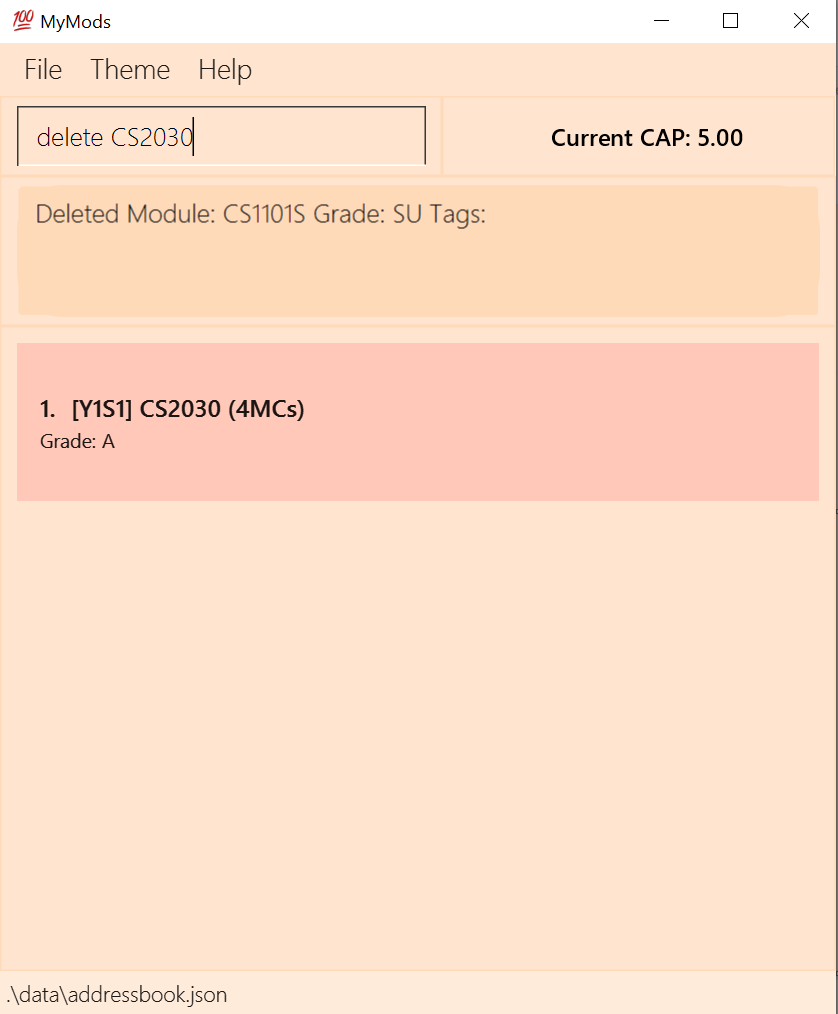 100 MyMods
File Theme Help
delete CS2030
Current CAP: 5.00
Deleted Module: CS1101S Grade: SU Tags:
1. [Y1S1] CS2030 (4MCs)
Grade: A
.\data\addressbook.json